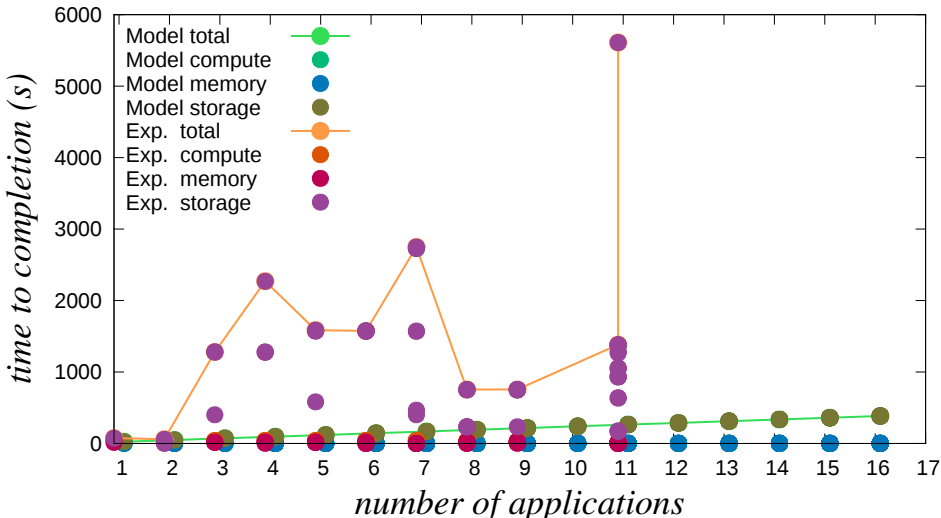 6000
5000
4000
3000
2000
1000
0
time to completion (s)
Model total
Model compute
Model memory
Model storage
Exp. total
Exp. compute
Exp. memory
Exp. storage
1 2 3 4 5 6 7 8 9 10 11 12 13 14 15 16 17
number of applications